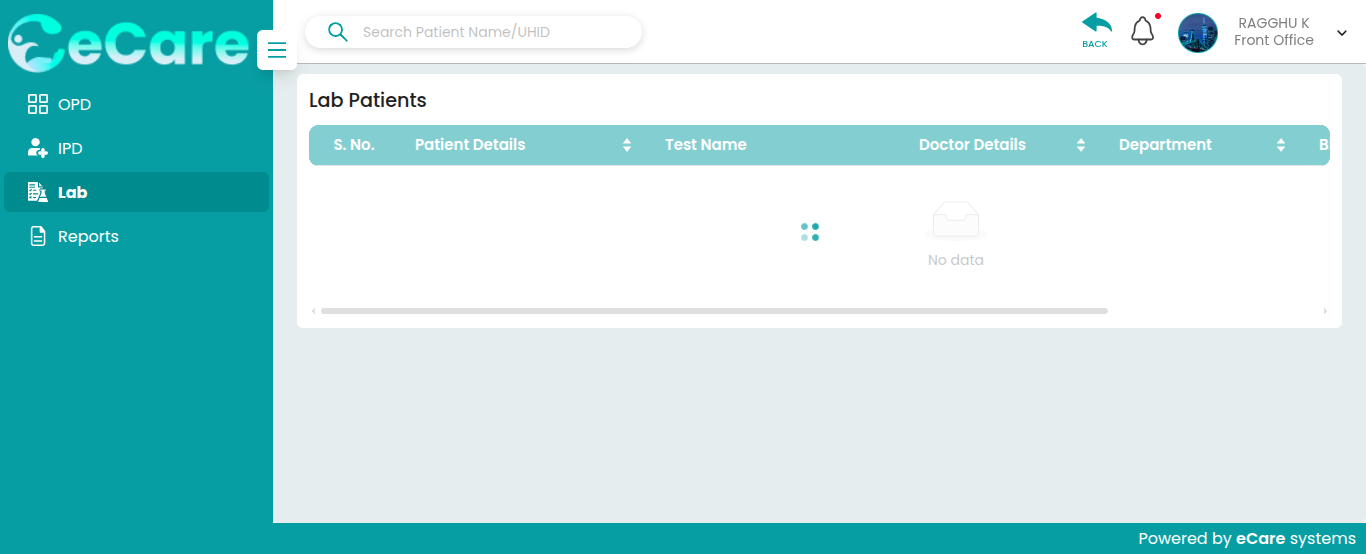 eCare
Search Patient Name/UHID
BACK
RAGGHU K
Front Office
OPD
IPD
Lab
Reports
Lab Patients
S. No. Patient Details Test Name Doctor Details Department B
No data
Powered by eCare systems